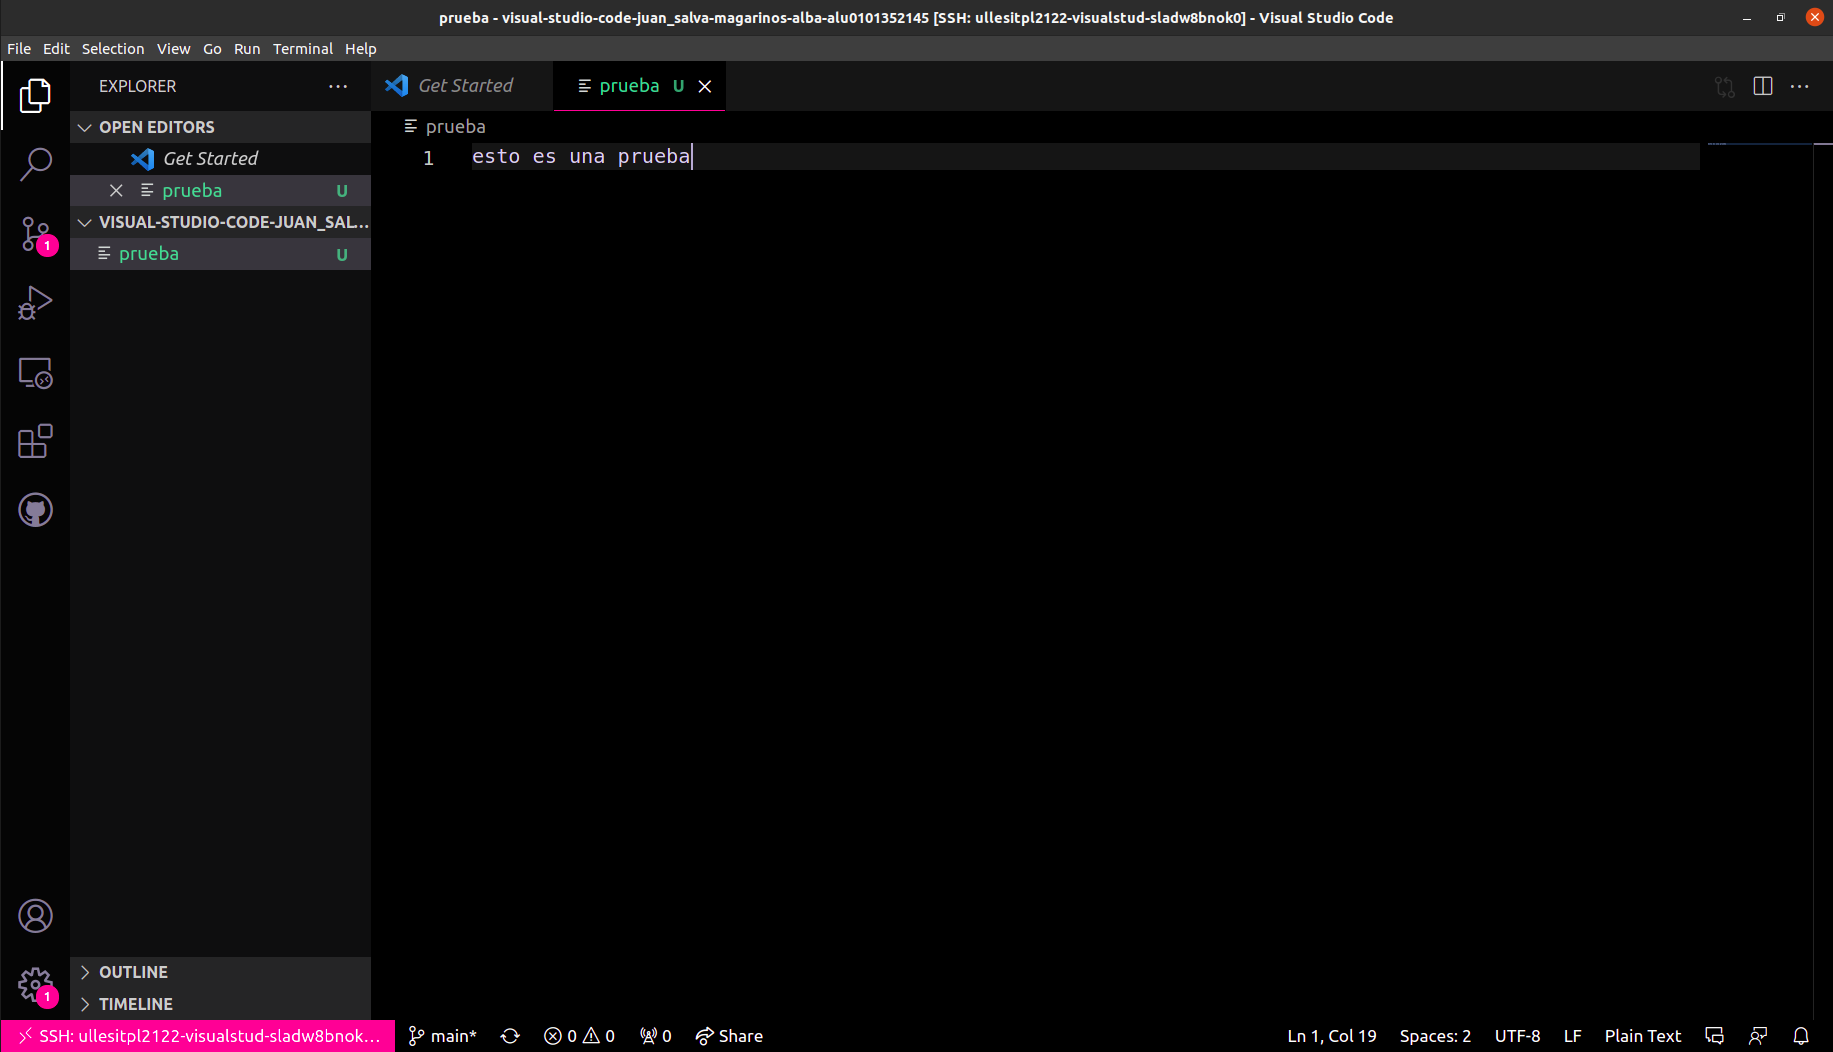 prueba - visual-studio-code-juan_salva-magarinos-alba-alu0101352145 [SSH: ullesitpl2122-visualstud-sladw8bnok0] - Visual Studio Code
File Edit Selection View Go Run Terminal Help
EXPLORER
Get Started
prueba U
OPEN EDITORS
Get Started
prueba U
VISUAL-STUDIO-CODE-JUAN_SAL...
prueba U
prueba
1 esto es una prueba
1
1
OUTLINE
TIMELINE
SSH: ullesitpl2122-visualstud-sladw8bnok... main* 0 0 0 Share Ln 1, Col 19 Spaces: 2 UTF-8 LF Plain Text